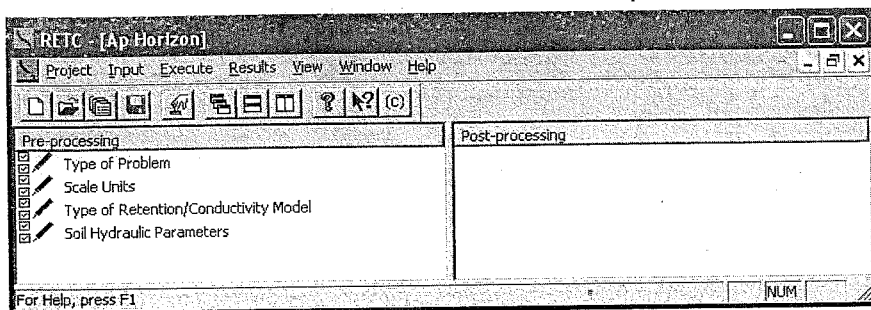 RETC - [Ap Horizon]
Project Input Execute Results View Window Help
(c)
Pre-processing
Post-processing
Type of Problem
Scale Units
Type of Retention/Conductivity Model
Soil Hydraulic Parameters
For Help, press F1
NUM